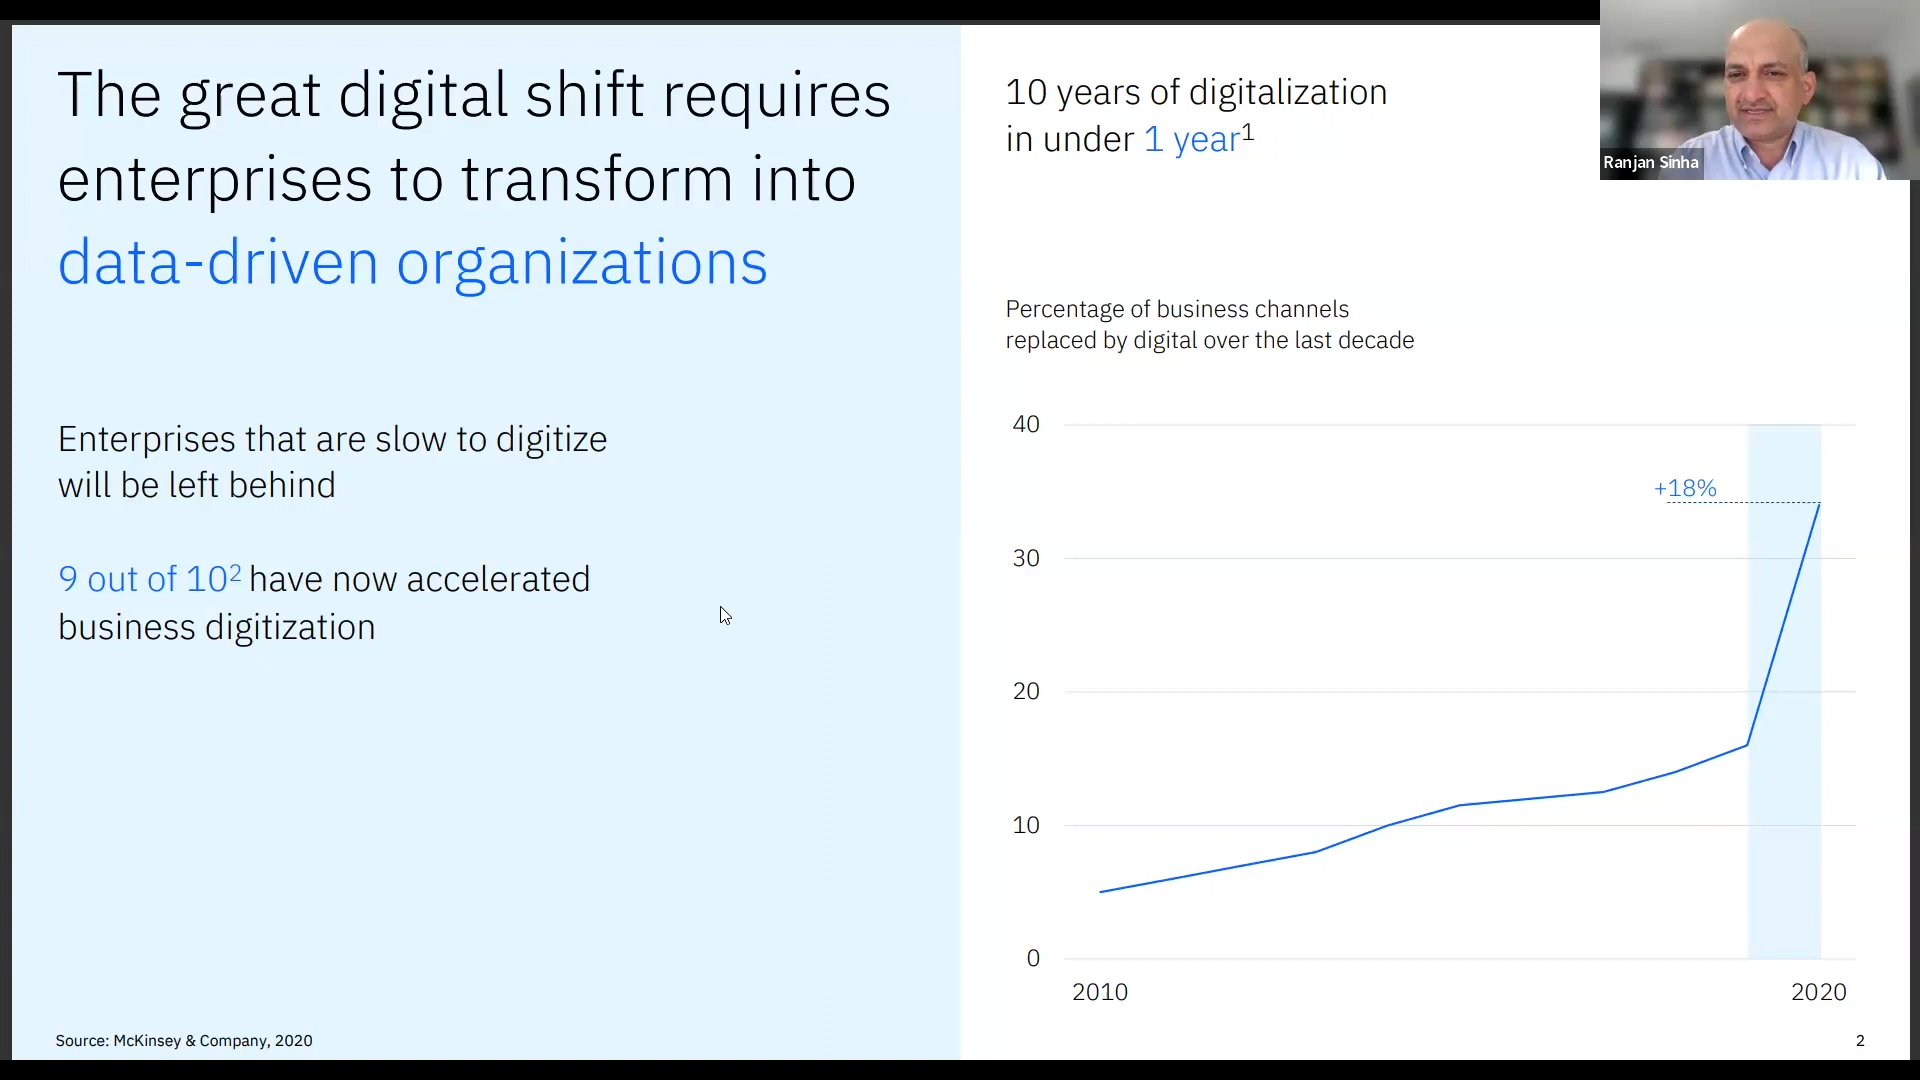 The great digital shift requires
enterprises to transform into
data-driven organizations
Enterprises that are slow to digitize
will be left behind
9 out of 10² have now accelerated
business digitization
Source: McKinsey & Company, 2020
10 years of digitalization
in under 1 year¹
Ranjan Sinha
Percentage of business channels
replaced by digital over the last decade
40
+18%
30
20
10
0
2010 2020
2